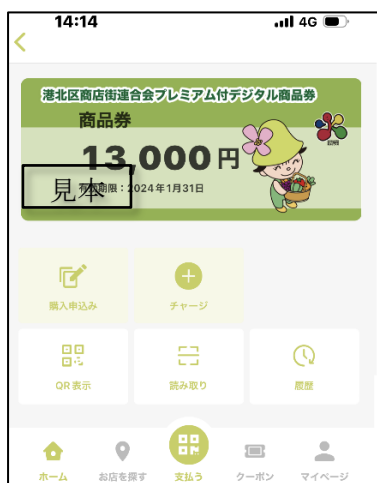 14:14
4G
港北区商店街連合会プレミアム付デジタル商品券
商品券
13,000円
見本
有効期限：2024年1月31日
購入申込み
チャージ
QR表示
読み取り
履歴
ホーム
お店を探す
支払う
クーポン
マイページ